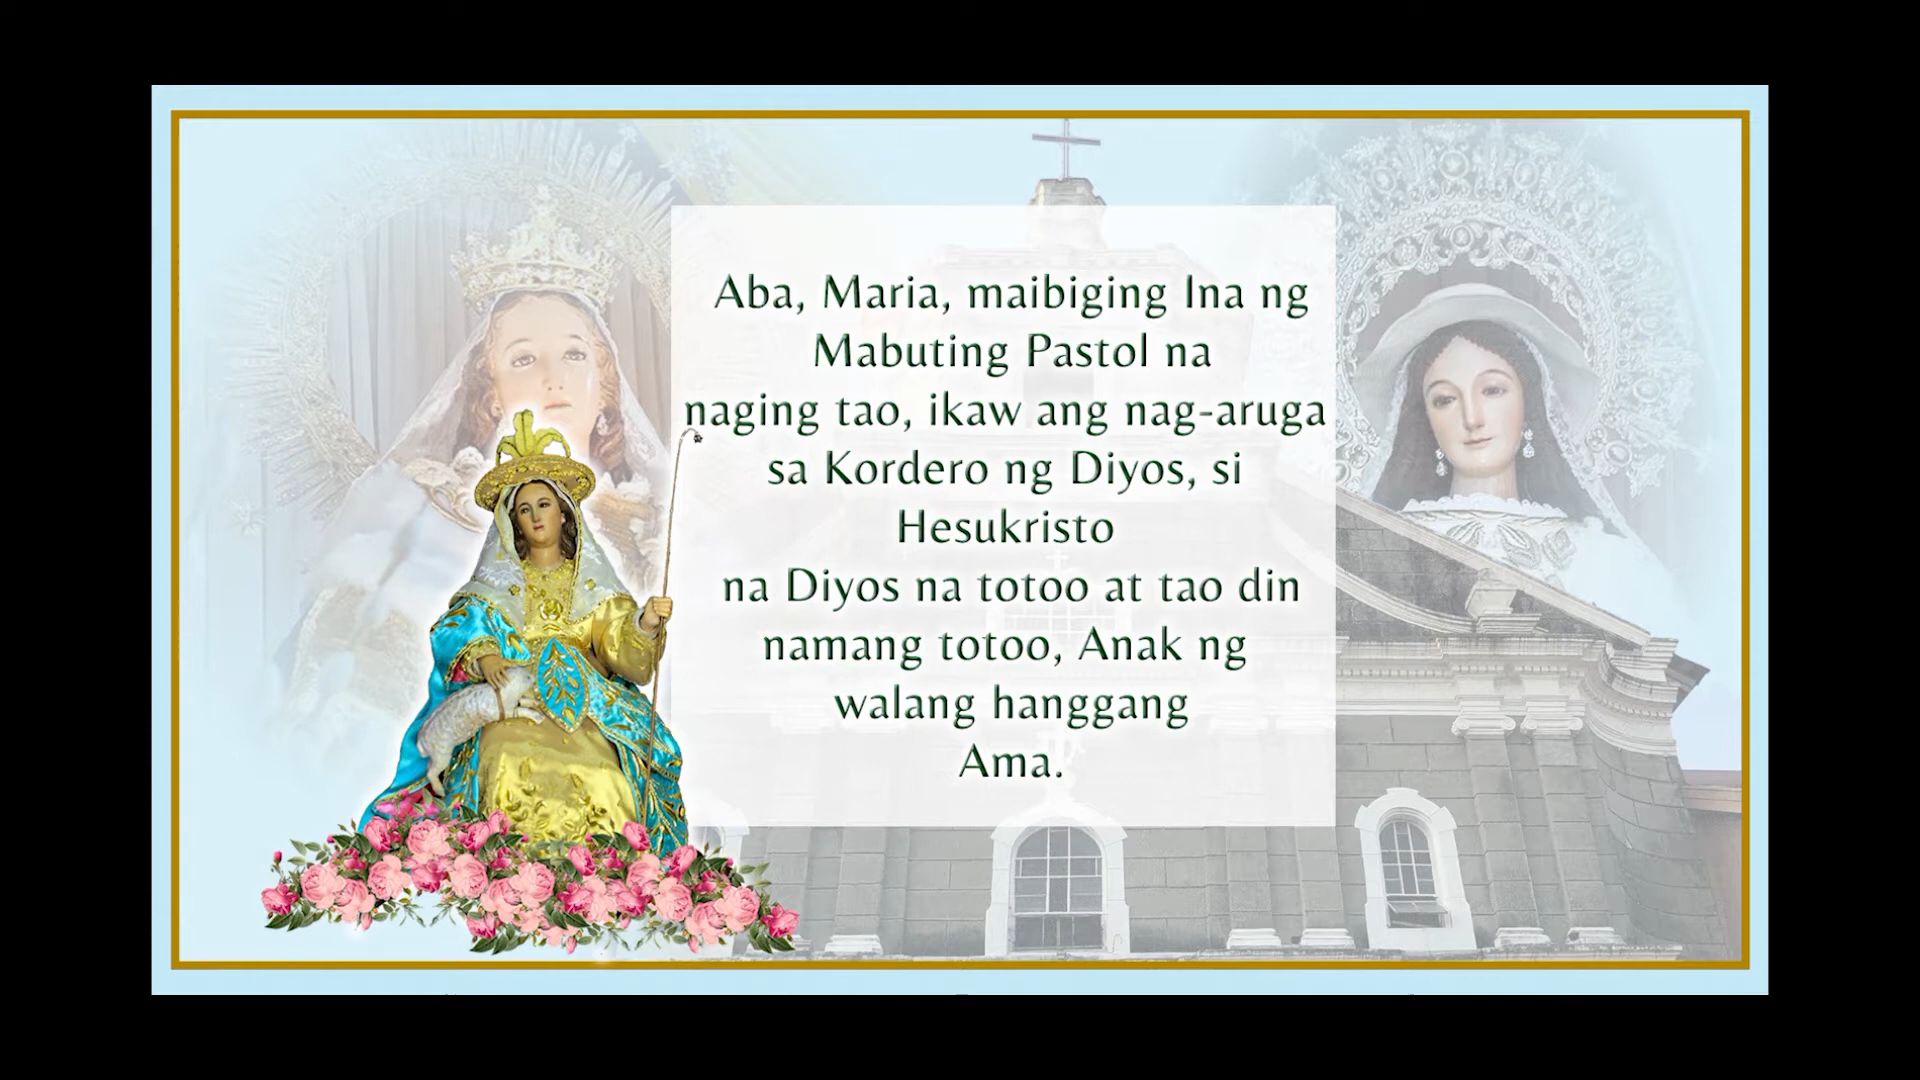 Aba, Maria, maibiging Ina ng
Mabuting Pastol na
naging tao, ikaw ang nag-aruga
sa Kordero ng Diyos, si
Hesukristo
na Diyos na totoo at tao din
namang totoo, Anak ng
walang hanggang
Ama.